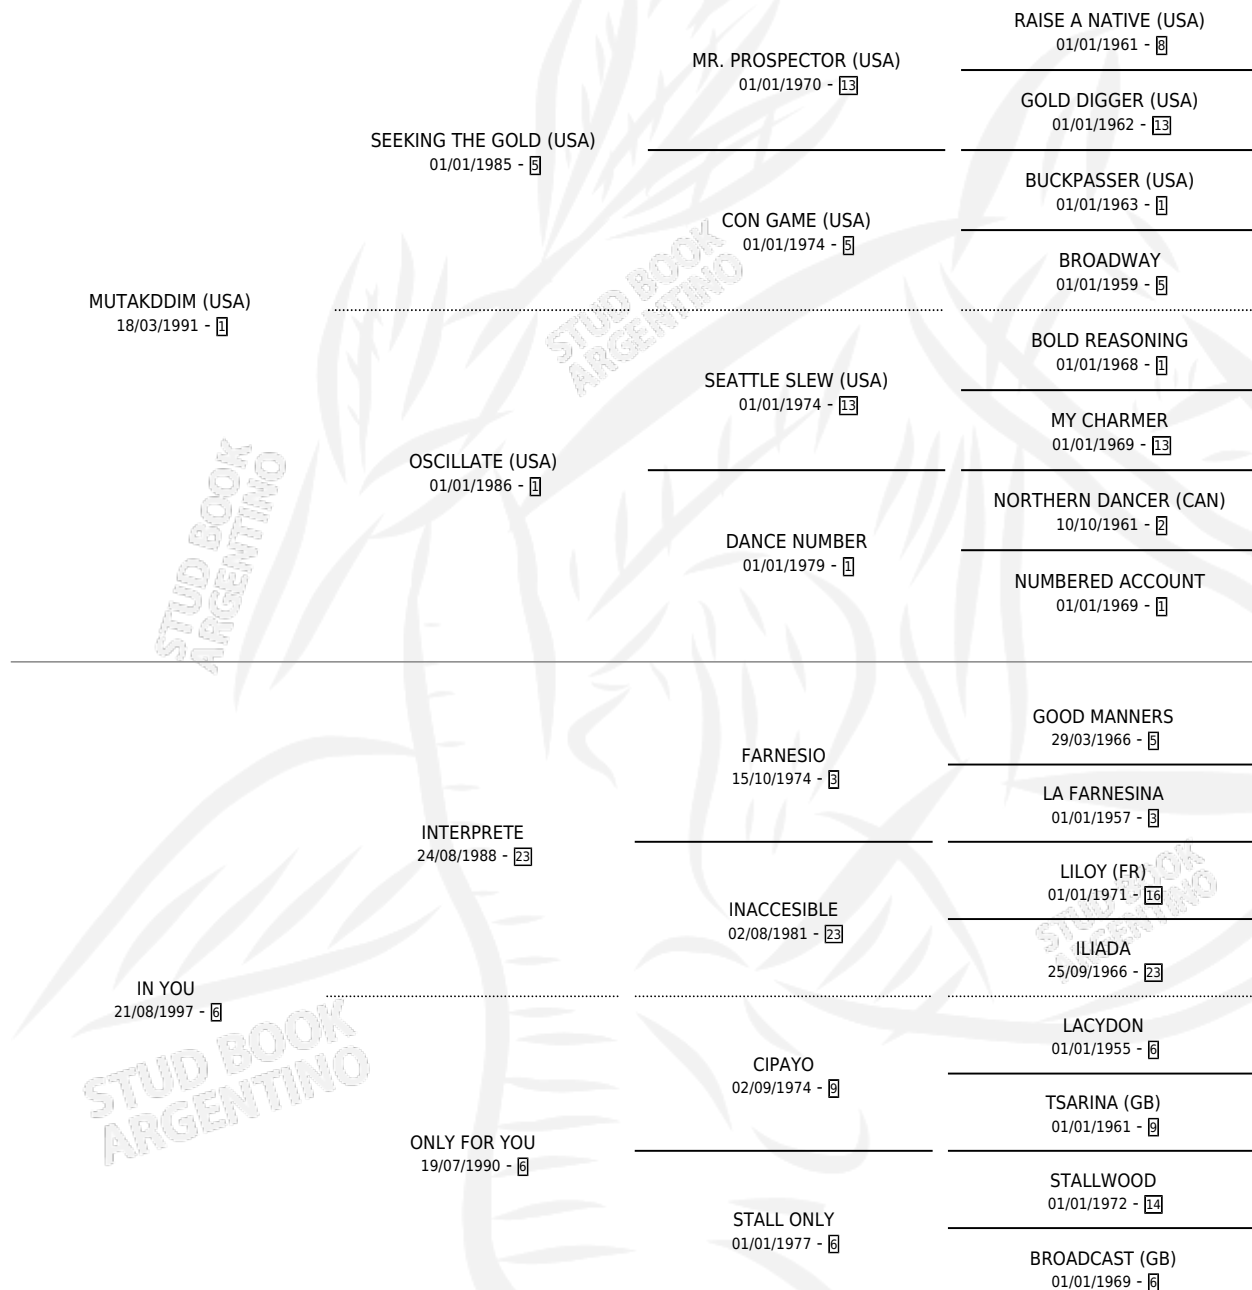 RAISE A NATIVE (USA)
01/01/1961 - 8
MR. PROSPECTOR (USA)
01/01/1970 - 13
GOLD DIGGER (USA)
01/01/1962 - 13
SEEKING THE GOLD (USA)
01/01/1985 - 5
BUCKPASSER (USA)
01/01/1963 - 1
CON GAME (USA)
01/01/1974 - 5
BROADWAY
01/01/1959 - 5
MUTAKDDIM (USA)
18/03/1991 - 1
BOLD REASONING
01/01/1968 - 1
SEATTLE SLEW (USA)
01/01/1974 - 13
MY CHARMER
01/01/1969 - 13
OSCILLATE (USA)
01/01/1986 - 1
NORTHERN DANCER (CAN)
10/10/1961 - 2
DANCE NUMBER
01/01/1979 - 1
NUMBERED ACCOUNT
01/01/1969 - 1
GOOD MANNERS
29/03/1966 - 5
FARNESIO
15/10/1974 - 3
LA FARNESINA
01/01/1957 - 3
INTERPRETE
24/08/1988 - 23
LILOY (FR)
01/01/1971 - 16
INACCESIBLE
02/08/1981 - 23
ILIADA
25/09/1966 - 23
IN YOU
21/08/1997 - 6
LACYDON
01/01/1955 - 6
CIPAYO
02/09/1974 - 9
TSARINA (GB)
01/01/1961 - 9
ONLY FOR YOU
19/07/1990 - 6
STALLWOOD
01/01/1972 - 14
STALL ONLY
01/01/1977 - 6
BROADCAST (GB)
01/01/1969 - 6
STUD BOOK
ARGENTINO
STUD BOOK
ARGENTINO
STUD BOOK
ARGENTINO
STUD BOOK
ARGENTINO